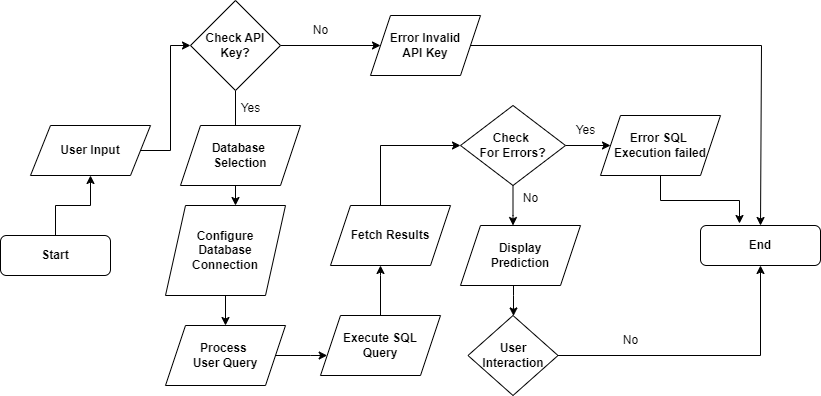 Check API
Key?
No
Error Invalid
API Key
Yes
User Input
Database
Selection
Check
For Errors?
Yes
Error SQL
Execution failed
No
Start
Configure
Database
Connection
Fetch Results
Display
Prediction
End
Process
User Query
Execute SQL
Query
User
Interaction
No